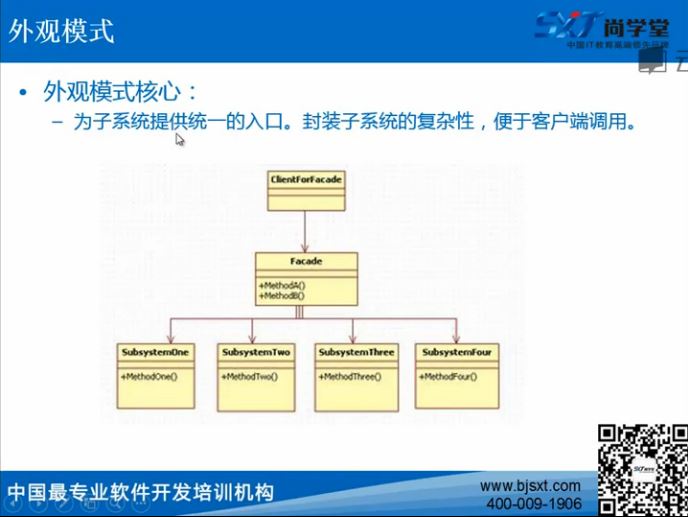 外观模式
SXT 尚学堂
中国IT教育高端领先品牌
云
• 外观模式核心：
– 为子系统提供统一的入口。封装子系统的复杂性，便于客户端调用。
ClientForFacade
Facade
+MethodA()
+MethodB()
SubsystemOne SubsystemTwo SubsystemThree SubsystemFour
+MethodOne() +MethodTwo() +MethodThree() +MethodFour()
SXT
中国最专业软件开发培训机构
www.bjsxt.com
400-009-1906